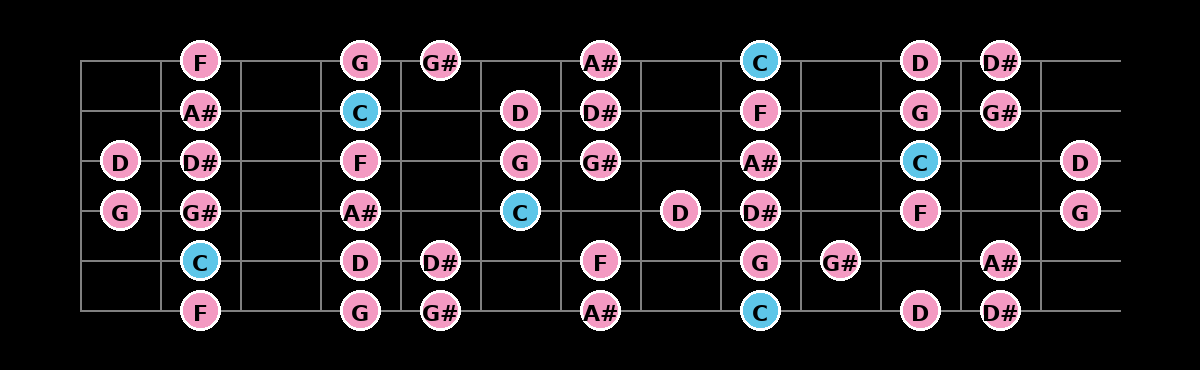 F G G# A# C D D#
A# C D D# F G G#
D D# F G G# A# C D
G G# A# C D D# F G
C D D# F G G# A#
F G G# A# C D D#